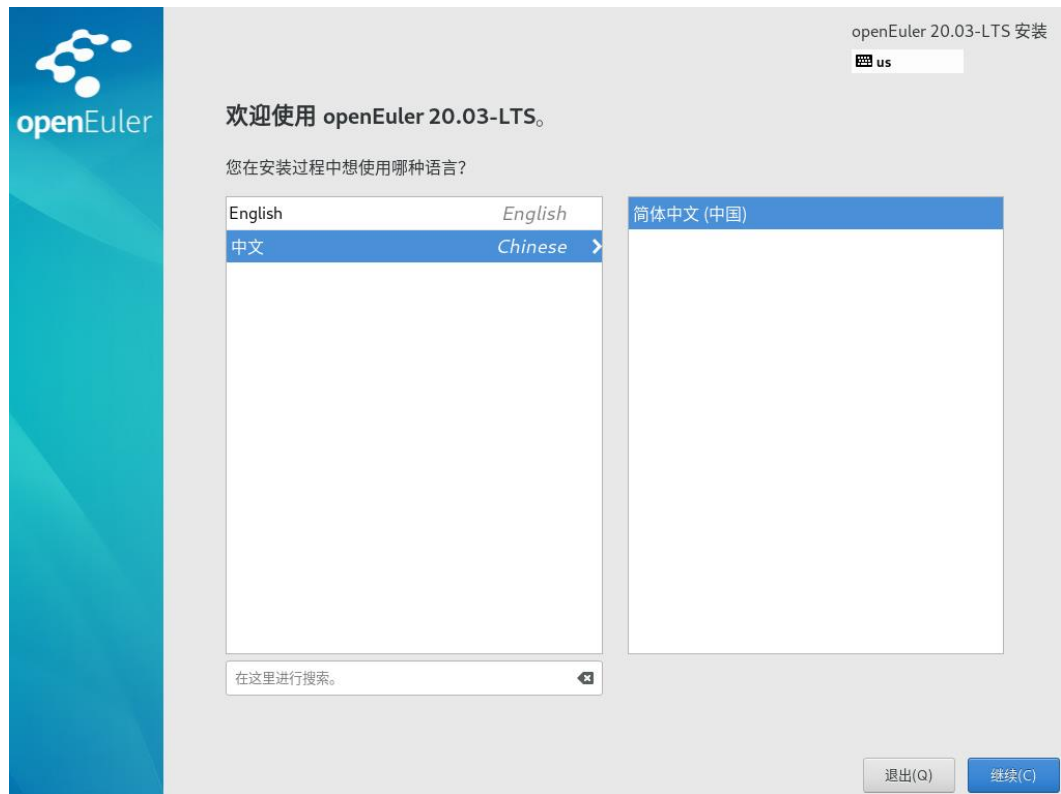 openEuler
openEuler 20.03-LTS 安装
us
欢迎使用 openEuler 20.03-LTS。
您在安装过程中想使用哪种语言?
English English
中文 Chinese
简体中文 (中国)
在这里进行搜索。
退出(Q) 继续(C)